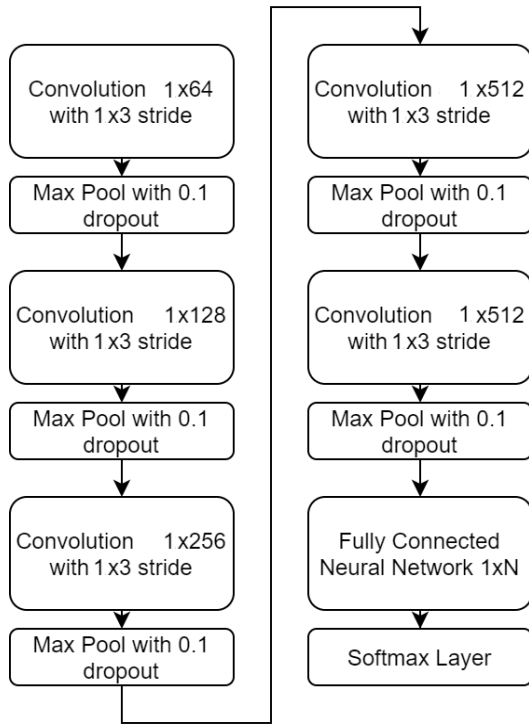 Convolution 1x64
with 1x3 stride
Max Pool with 0.1
dropout
Convolution 1x128
with 1x3 stride
Max Pool with 0.1
dropout
Convolution 1x256
with 1x3 stride
Max Pool with 0.1
dropout
Convolution 1x512
with 1x3 stride
Max Pool with 0.1
dropout
Convolution 1x512
with 1x3 stride
Max Pool with 0.1
dropout
Fully Connected
Neural Network 1xN
Softmax Layer